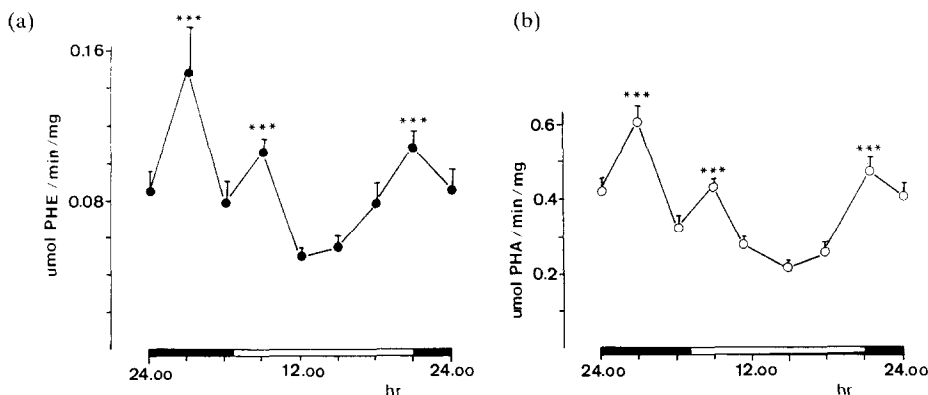 (a)
***
0.16
***
***
umol PHE / min / mg
0.08
24.00
12.00
24.00
hr
(b)
***
0.6
***
***
umol PHA / min / mg
0.4
0.2
24.00
12.00
24.00
hr